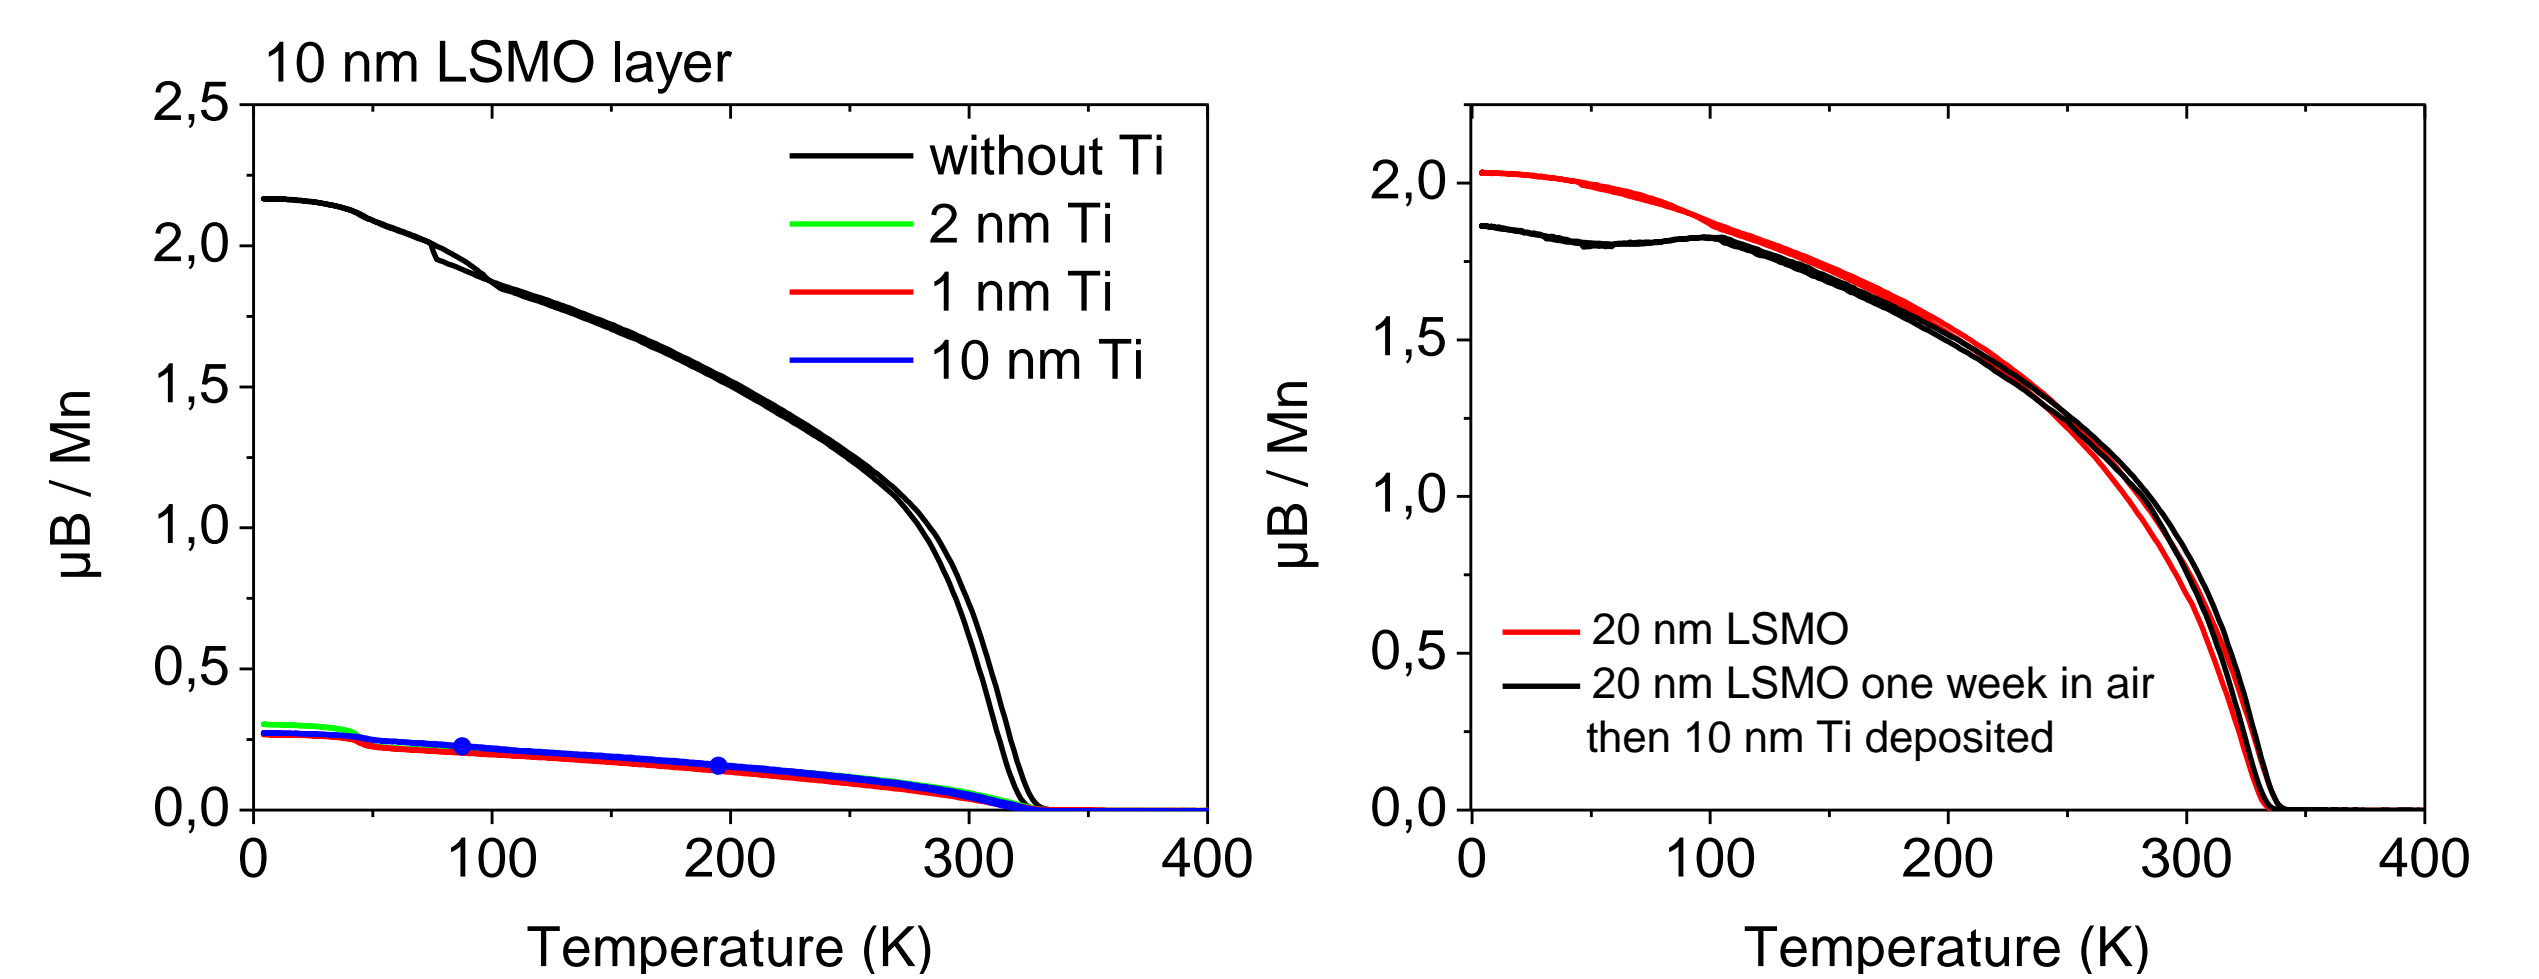 10 nm LSMO layer
2,5
2,0
1,5
1,0
0,5
0,0
µB / Mn
without Ti
2 nm Ti
1 nm Ti
10 nm Ti
0 100 200 300 400
Temperature (K)
2,0
1,5
1,0
0,5
0,0
µB / Mn
20 nm LSMO
20 nm LSMO one week in air
then 10 nm Ti deposited
0 100 200 300 400
Temperature (K)